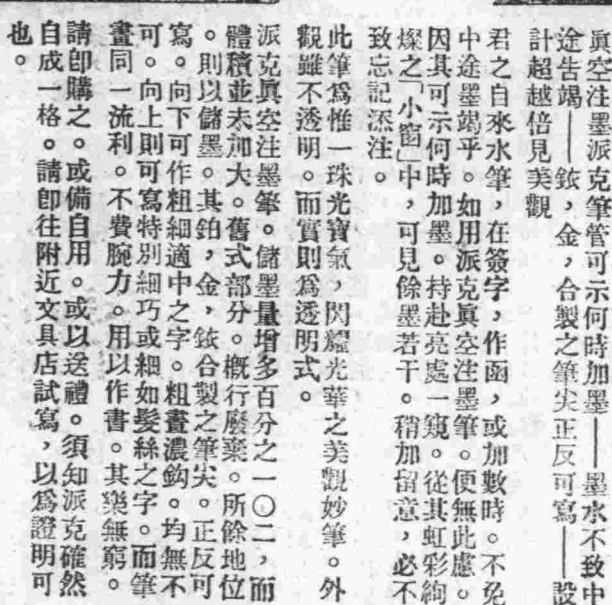 眞空注墨派克筆管可示何時加墨——墨水不致中
途告竭——銥，金，合製之筆尖正反可寫——設
計超越倍見美觀
君之自來水筆，在簽字，作函，或加數時。不免
中途墨竭乎。如用派克眞空注墨筆。便無此慮。
因其可示何時加墨。持赴亮處一窺。從其虹彩絢
燦之「小窗」中，可見餘墨若干。稍加留意，必不
致忘記添注。
此筆爲惟一珠光寶氣，閃耀光華之美觀妙筆。外
觀雖不透明。而實則爲透明式。
派克眞空注墨筆。儲墨量增多百分之一〇二，而
體積並未加大。舊式部分。概行廢棄。所餘地位
。則以儲墨。其鉑，金，銥合製之筆尖。正反可
寫。向下可作粗細適中之字。粗畫濃鈎。均無不
可。向上則可寫特別細巧或細如髮絲之字。而筆
畫同一流利。不費腕力。用以作書。其樂無窮。
請卽購之。或備自用。或以送禮。須知派克確然
自成一格。請卽往附近文具店試寫，以爲證明可
也。